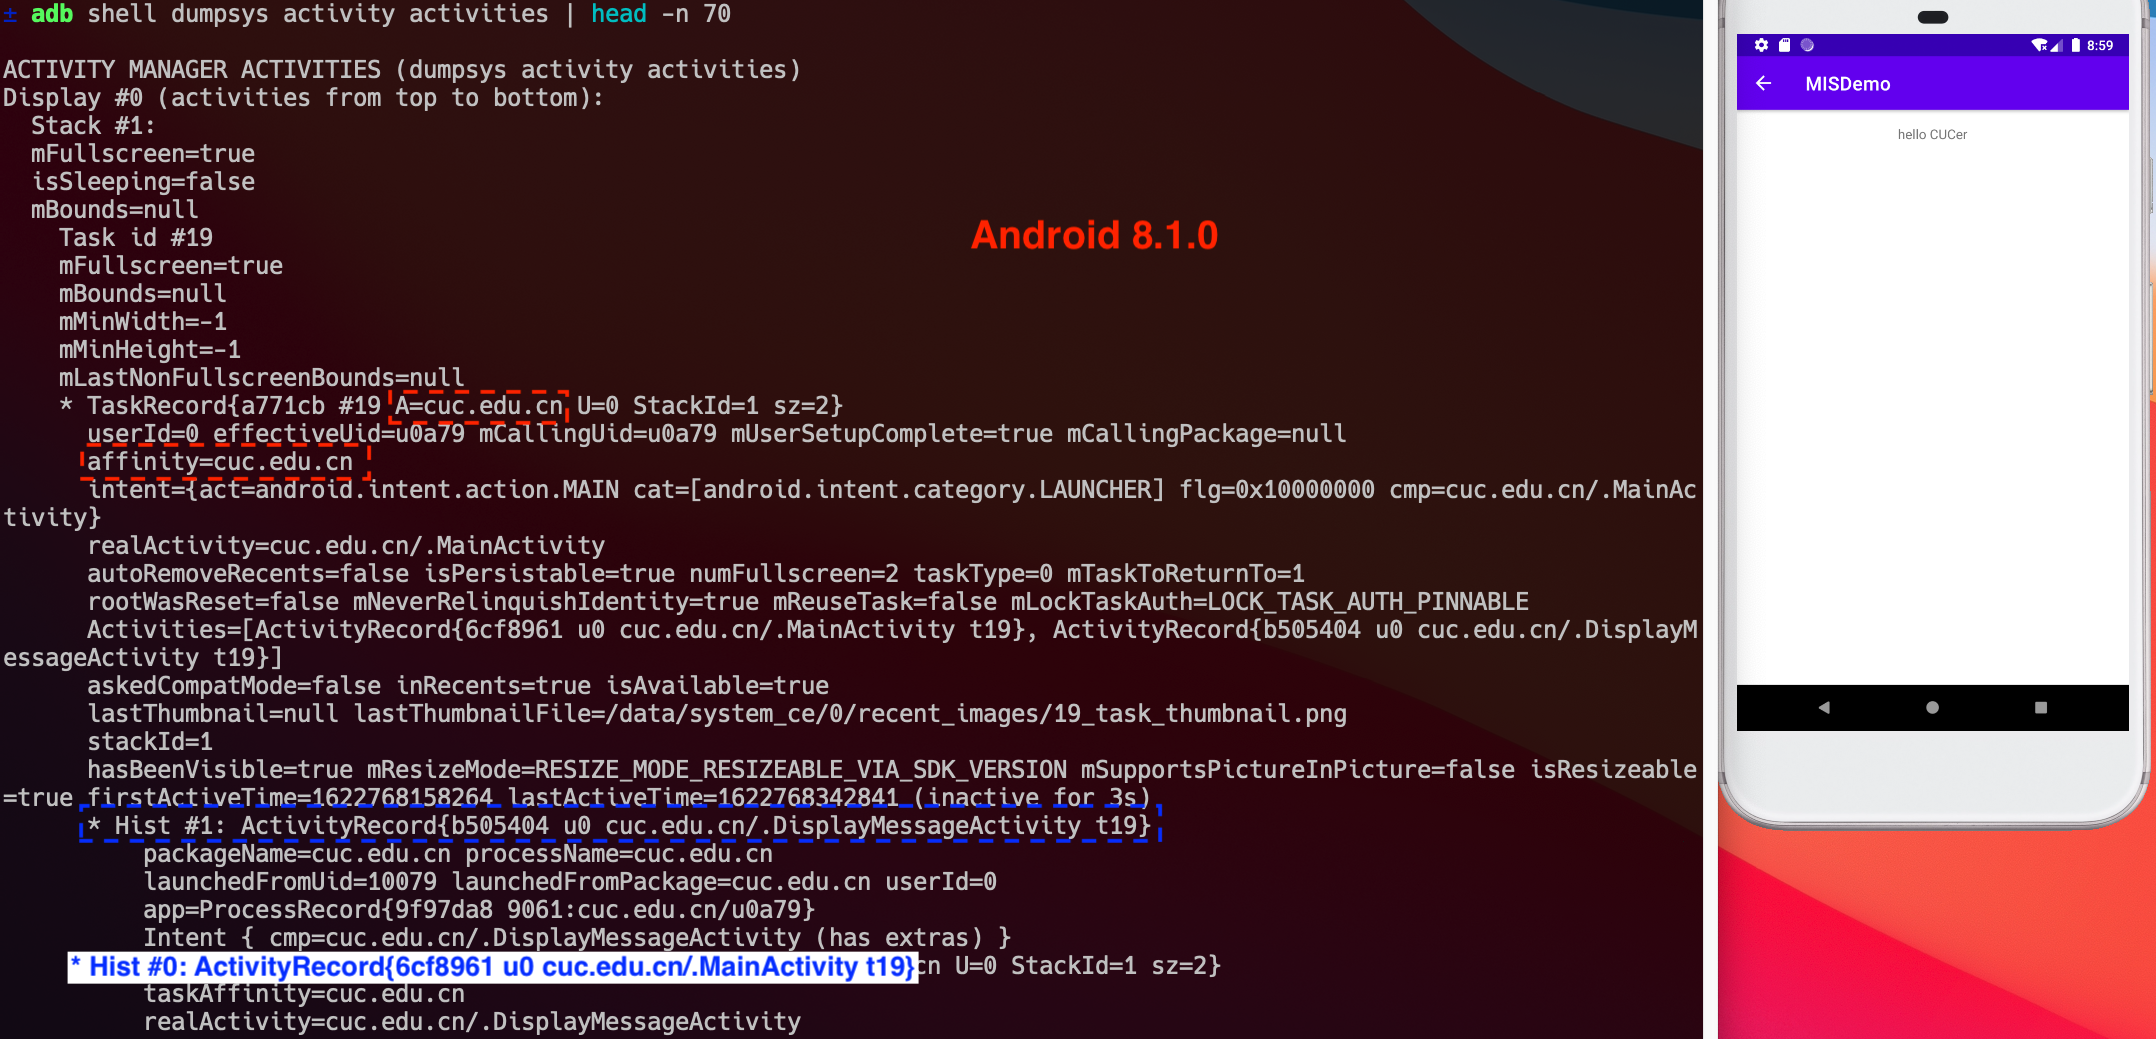 ± adb shell dumpsys activity activities | head -n 70
ACTIVITY MANAGER ACTIVITIES (dumpsys activity activities)
Display #0 (activities from top to bottom):
  Stack #1:
  mFullscreen=true
  isSleeping=false
  mBounds=null
    Task id #19
    mFullscreen=true
    mBounds=null
    mMinWidth=-1
    mMinHeight=-1
    mLastNonFullscreenBounds=null
    * TaskRecord{a771cb #19 A=cuc.edu.cn U=0 StackId=1 sz=2}
      userId=0 effectiveUid=u0a79 mCallingUid=u0a79 mUserSetupComplete=true mCallingPackage=null
      affinity=cuc.edu.cn
      intent={act=android.intent.action.MAIN cat=[android.intent.category.LAUNCHER] flg=0x10000000 cmp=cuc.edu.cn/.MainAc
tivity}
      realActivity=cuc.edu.cn/.MainActivity
      autoRemoveRecents=false isPersistable=true numFullscreen=2 taskType=0 mTaskToReturnTo=1
      rootWasReset=false mNeverRelinquishIdentity=true mReuseTask=false mLockTaskAuth=LOCK_TASK_AUTH_PINNABLE
      Activities=[ActivityRecord{6cf8961 u0 cuc.edu.cn/.MainActivity t19}, ActivityRecord{b505404 u0 cuc.edu.cn/.DisplayM
essageActivity t19}]
      askedCompatMode=false inRecents=true isAvailable=true
      lastThumbnail=null lastThumbnailFile=/data/system_ce/0/recent_images/19_task_thumbnail.png
      stackId=1
      hasBeenVisible=true mResizeMode=RESIZE_MODE_RESIZEABLE_VIA_SDK_VERSION mSupportsPictureInPicture=false isResizeable
=true firstActiveTime=1622768158264 lastActiveTime=1622768342841 (inactive for 3s)
      * Hist #1: ActivityRecord{b505404 u0 cuc.edu.cn/.DisplayMessageActivity t19}
          packageName=cuc.edu.cn processName=cuc.edu.cn
          launchedFromUid=10079 launchedFromPackage=cuc.edu.cn userId=0
          app=ProcessRecord{9f97da8 9061:cuc.edu.cn/u0a79}
          Intent { cmp=cuc.edu.cn/.DisplayMessageActivity (has extras) }
* Hist #0: ActivityRecord{6cf8961 u0 cuc.edu.cn/.MainActivity t19}cn U=0 StackId=1 sz=2}
          taskAffinity=cuc.edu.cn
          realActivity=cuc.edu.cn/.DisplayMessageActivity
Android 8.1.0
8:59
MISDemo
hello CUCer